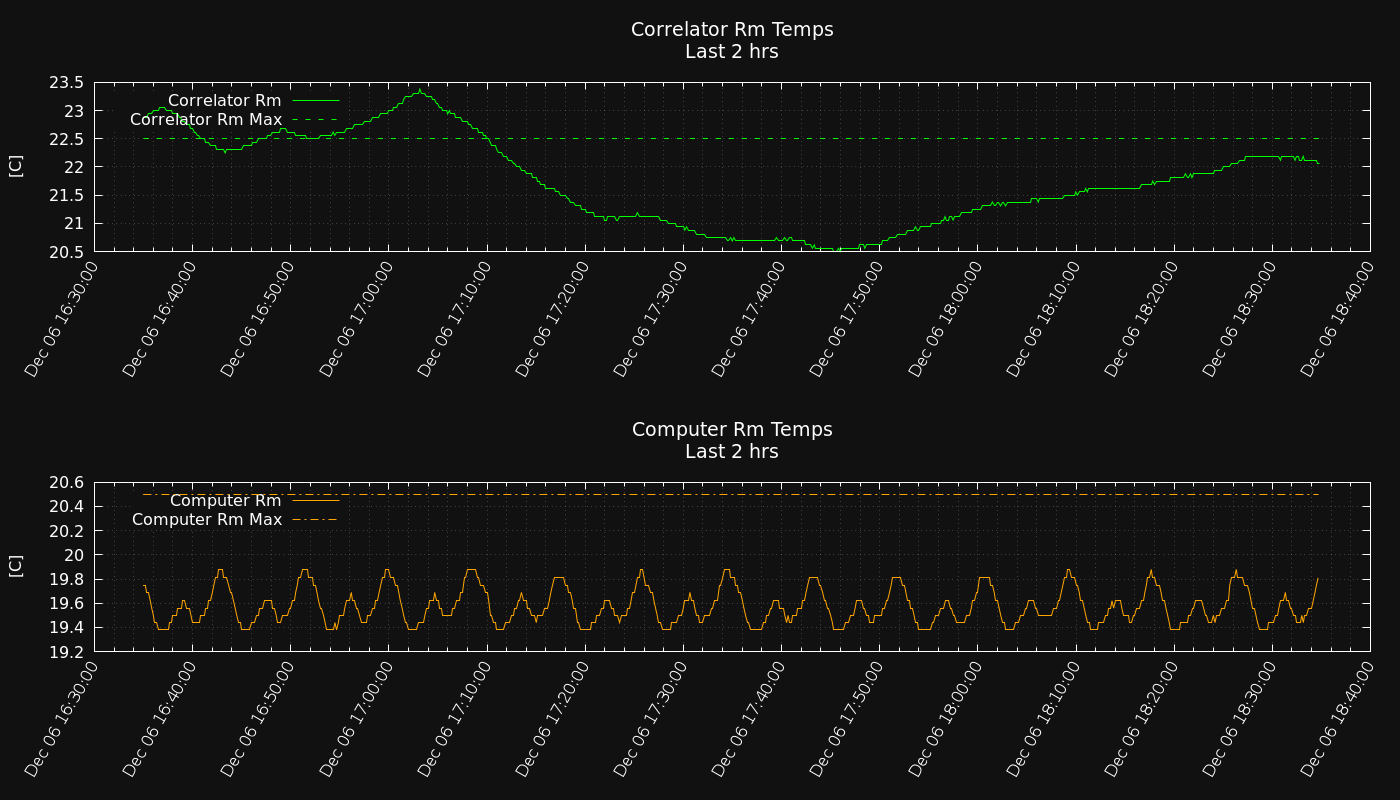 Correlator Rm Temps
Last 2 hrs
23.5
23
22.5
22
21.5
21
20.5
[C]
Correlator Rm
Correlator Rm Max
Dec 06 16:30:00
Dec 06 16:40:00
Dec 06 16:50:00
Dec 06 17:00:00
Dec 06 17:10:00
Dec 06 17:20:00
Dec 06 17:30:00
Dec 06 17:40:00
Dec 06 17:50:00
Dec 06 18:00:00
Dec 06 18:10:00
Dec 06 18:20:00
Dec 06 18:30:00
Dec 06 18:40:00
Computer Rm Temps
Last 2 hrs
20.6
20.4
20.2
20
19.8
19.6
19.4
19.2
[C]
Computer Rm
Computer Rm Max
Dec 06 16:30:00
Dec 06 16:40:00
Dec 06 16:50:00
Dec 06 17:00:00
Dec 06 17:10:00
Dec 06 17:20:00
Dec 06 17:30:00
Dec 06 17:40:00
Dec 06 17:50:00
Dec 06 18:00:00
Dec 06 18:10:00
Dec 06 18:20:00
Dec 06 18:30:00
Dec 06 18:40:00